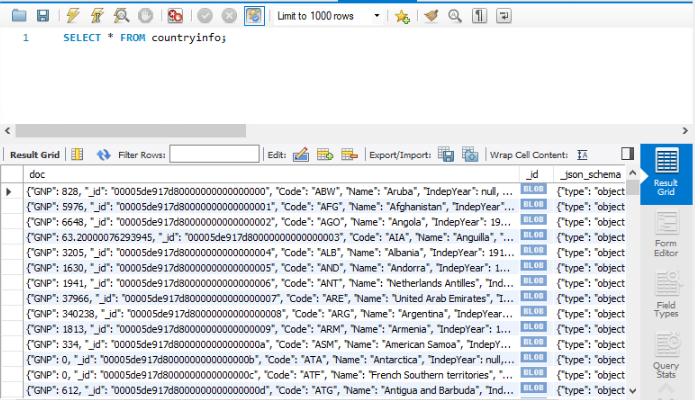 Limit to 1000 rows
1 SELECT * FROM countryinfo;
Result Grid Filter Rows: Edit: Export/Import: Wrap Cell Content:
doc _id _json_schema
{"GNP": 828, "_id": "00005de917d80000000000000000", "Code": "ABW", "Name": "Aruba", "IndepYear": null, ... BLOB {"type": "object
{"GNP": 5976, "_id": "00005de917d80000000000000001", "Code": "AFG", "Name": "Afghanistan", "IndepYear"... BLOB {"type": "object
{"GNP": 6648, "_id": "00005de917d80000000000000002", "Code": "AGO", "Name": "Angola", "IndepYear": 19... BLOB {"type": "object
{"GNP": 63.20000076293945, "_id": "00005de917d80000000000000003", "Code": "AIA", "Name": "Anguilla", "... BLOB {"type": "object
{"GNP": 3205, "_id": "00005de917d80000000000000004", "Code": "ALB", "Name": "Albania", "IndepYear": 191... BLOB {"type": "object
{"GNP": 1630, "_id": "00005de917d80000000000000005", "Code": "AND", "Name": "Andorra", "IndepYear": 1... BLOB {"type": "object
{"GNP": 1941, "_id": "00005de917d80000000000000006", "Code": "ANT", "Name": "Netherlands Antilles", "Ind... BLOB {"type": "object
{"GNP": 37966, "_id": "00005de917d80000000000000007", "Code": "ARE", "Name": "United Arab Emirates", "I... BLOB {"type": "object
{"GNP": 340238, "_id": "00005de917d80000000000000008", "Code": "ARG", "Name": "Argentina", "IndepYear... BLOB {"type": "object
{"GNP": 1813, "_id": "00005de917d80000000000000009", "Code": "ARM", "Name": "Armenia", "IndepYear": 1... BLOB {"type": "object
{"GNP": 334, "_id": "00005de917d8000000000000000a", "Code": "ASM", "Name": "American Samoa", "IndepY... BLOB {"type": "object
{"GNP": 0, "_id": "00005de917d8000000000000000b", "Code": "ATA", "Name": "Antarctica", "IndepYear": null,... BLOB {"type": "object
{"GNP": 0, "_id": "00005de917d8000000000000000c", "Code": "ATF", "Name": "French Southern territories", "... BLOB {"type": "object
{"GNP": 612, "_id": "00005de917d8000000000000000d", "Code": "ATG", "Name": "Antigua and Barbuda", "Ind... BLOB {"type": "object
Result
Grid
Form
Editor
Field
Types
Query
Stats